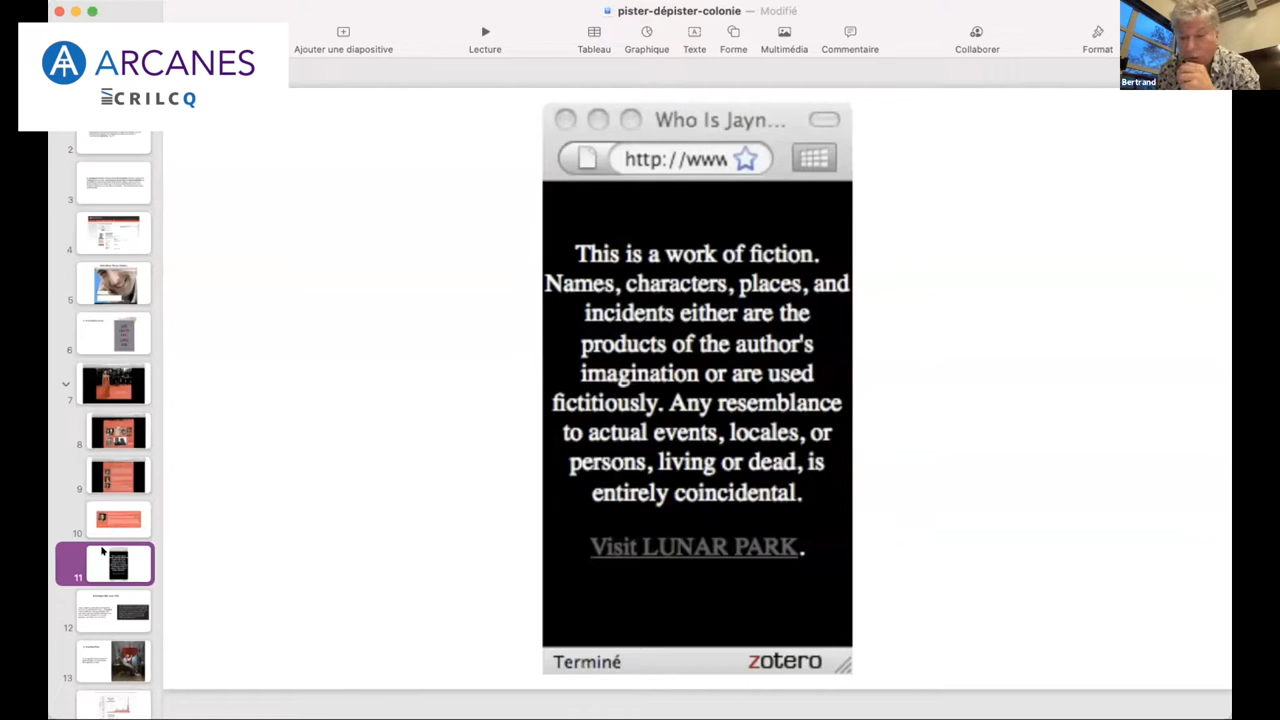 pister-dépister-colonie — Modifié
Ajouter une diapositive
Lecture
Tableau
Graphique
Texte
Forme
Multimédia
Commentaire
Collaborer
Format
ARCANES
CRILCQ
Bertrand
2
3
4
5
6
7
8
9
10
11
12
13
Who Is Jayn...
http://www
This is a work of fiction.
Names, characters, places, and
incidents either are the
products of the author's
imagination or are used
fictitiously. Any resemblance
to actual events, locales, or
persons, living or dead, is
entirely coincidental.
Visit LUNAR PARK.
Terminé
zotero